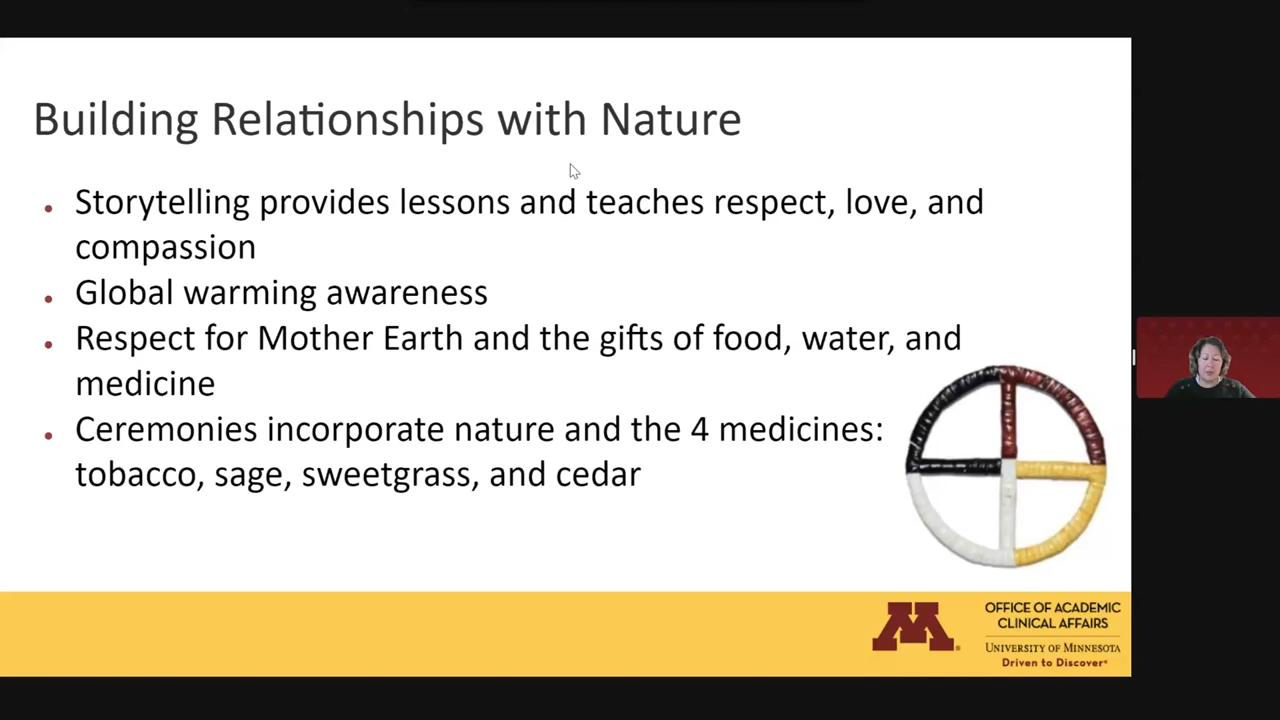 Building Relationships with Nature
• Storytelling provides lessons and teaches respect, love, and
compassion
• Global warming awareness
• Respect for Mother Earth and the gifts of food, water, and
medicine
• Ceremonies incorporate nature and the 4 medicines:
tobacco, sage, sweetgrass, and cedar
M®
OFFICE OF ACADEMIC
CLINICAL AFFAIRS
UNIVERSITY OF MINNESOTA
Driven to Discover®